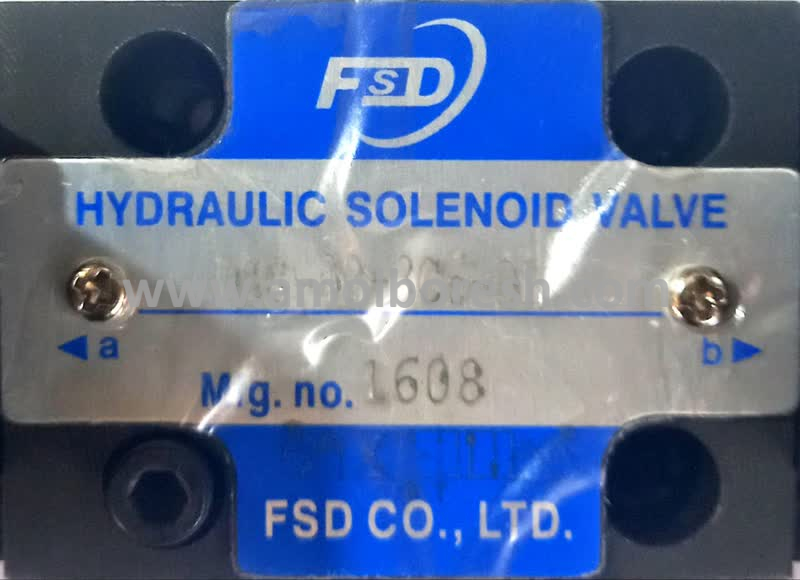 FSD
HYDRAULIC SOLENOID VALVE
a
b
Mfg. no. 1608
FSD CO., LTD.